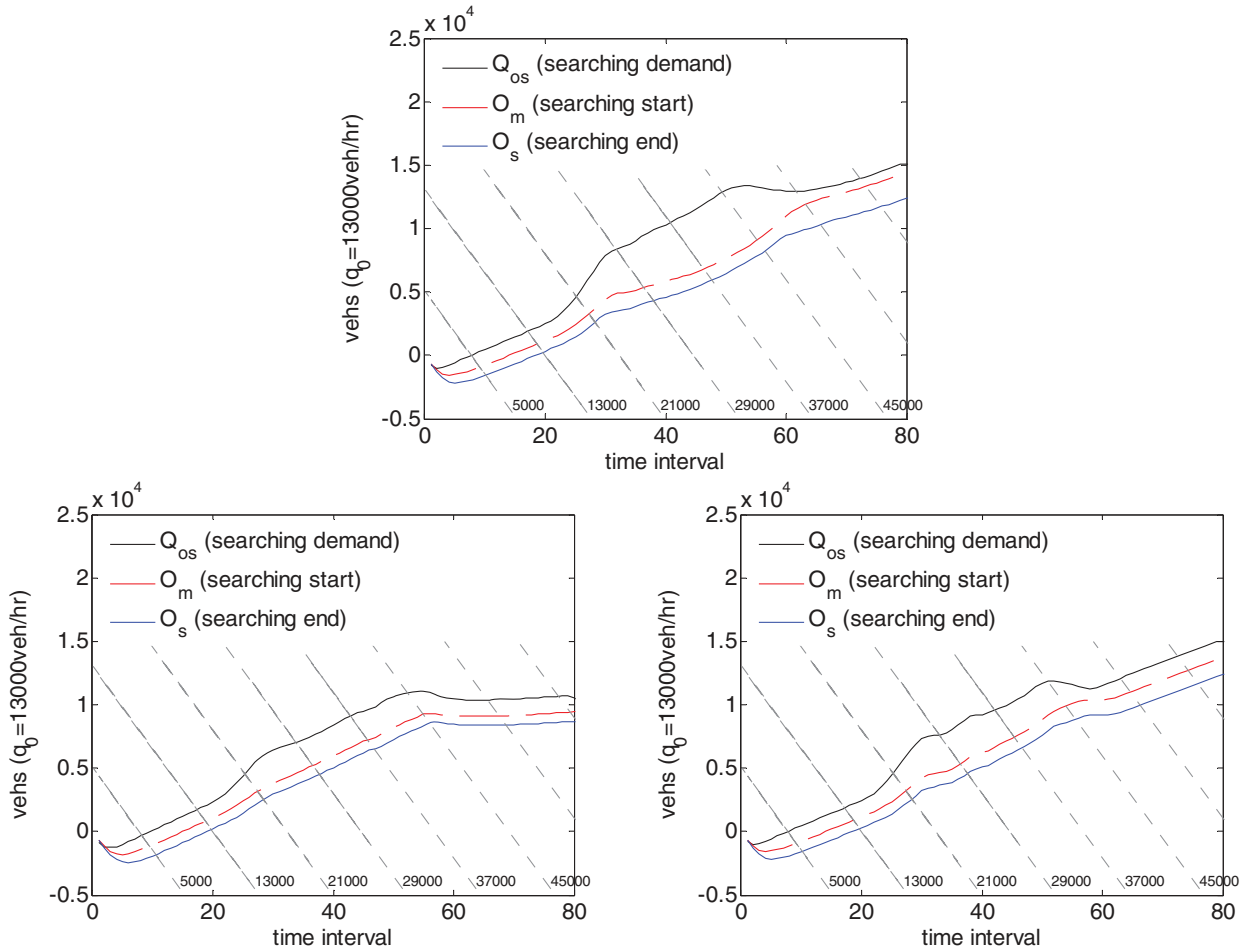 x 10^4
2.5
2
1.5
1
0.5
0
-0.5
vehs (q_0=13000veh/hr)
Q_os (searching demand)
O_m (searching start)
O_s (searching end)
5000 13000 21000 29000 37000 45000
0 20 40 60 80
time interval
x 10^4
2.5
2
1.5
1
0.5
0
-0.5
vehs (q_0=13000veh/hr)
Q_os (searching demand)
O_m (searching start)
O_s (searching end)
5000 13000 21000 29000 37000 45000
0 20 40 60 80
time interval
x 10^4
2.5
2
1.5
1
0.5
0
-0.5
vehs (q_0=13000veh/hr)
Q_os (searching demand)
O_m (searching start)
O_s (searching end)
5000 13000 21000 29000 37000 45000
0 20 40 60 80
time interval